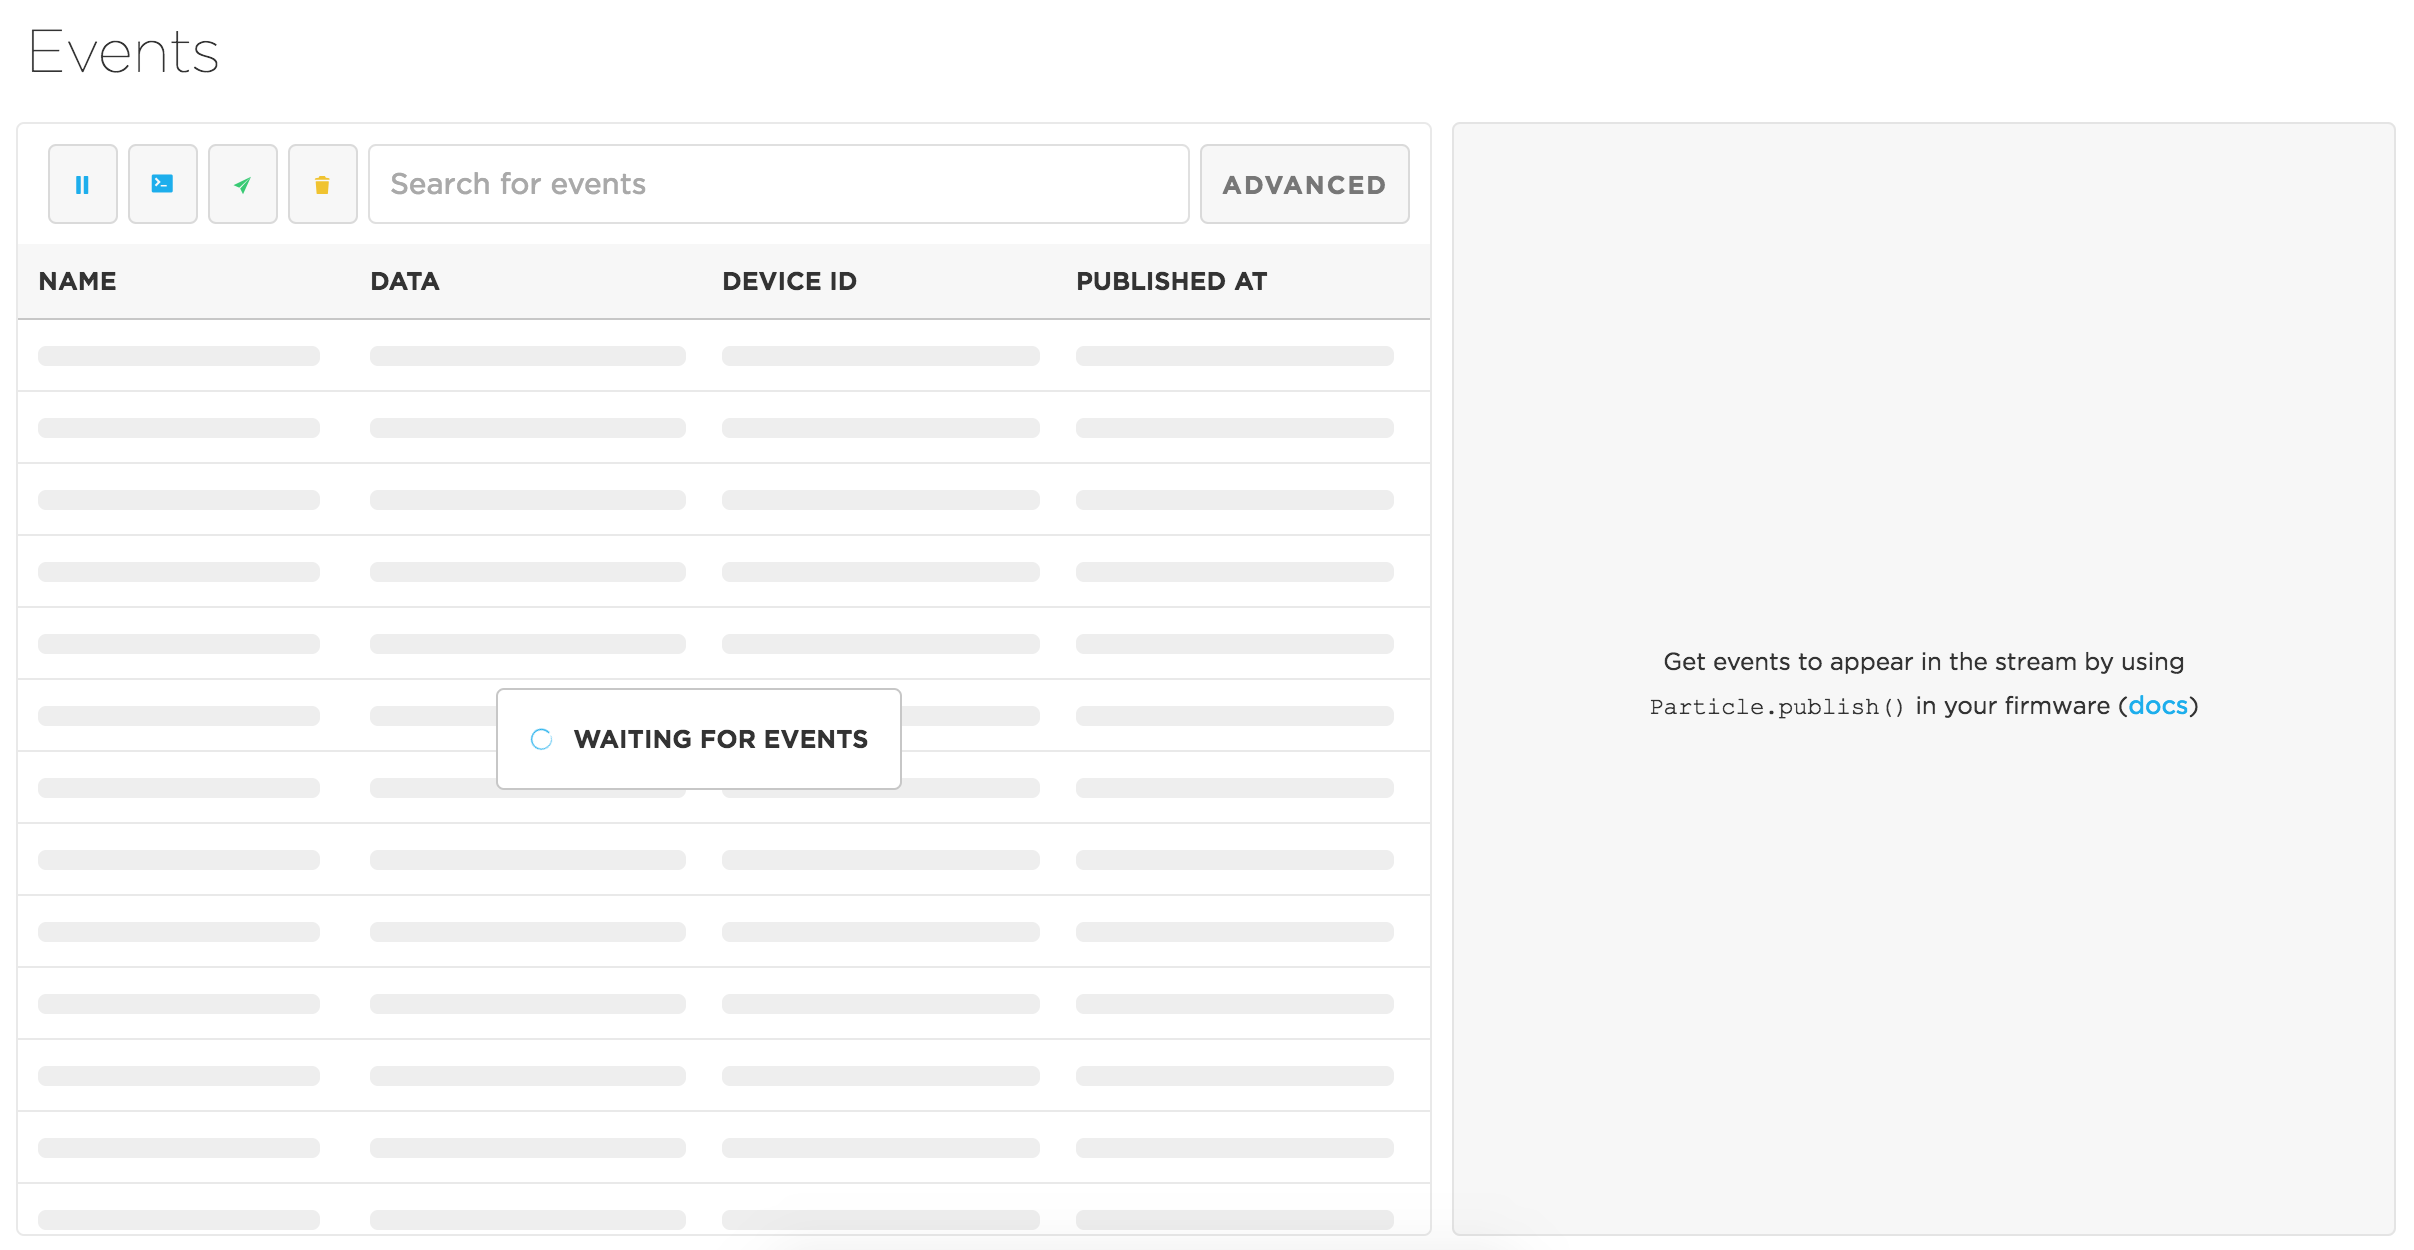 Events
Search for events
ADVANCED
NAME DATA DEVICE ID PUBLISHED AT
WAITING FOR EVENTS
Get events to appear in the stream by using
Particle.publish() in your firmware (docs)